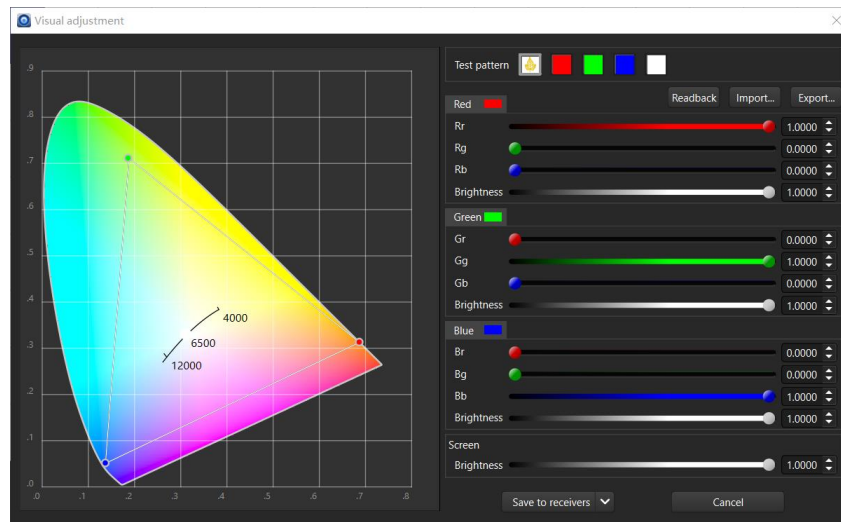 Visual adjustment
.9
.8
.7
.6
.5
.4
.3
.2
.1
.0
.0 .1 .2 .3 .4 .5 .6 .7 .8
4000
6500
12000
Test pattern
Readback Import... Export...
Red
Rr 1.0000
Rg 0.0000
Rb 0.0000
Brightness 1.0000
Green
Gr 0.0000
Gg 1.0000
Gb 0.0000
Brightness 1.0000
Blue
Br 0.0000
Bg 0.0000
Bb 1.0000
Brightness 1.0000
Screen
Brightness 1.0000
Save to receivers Cancel